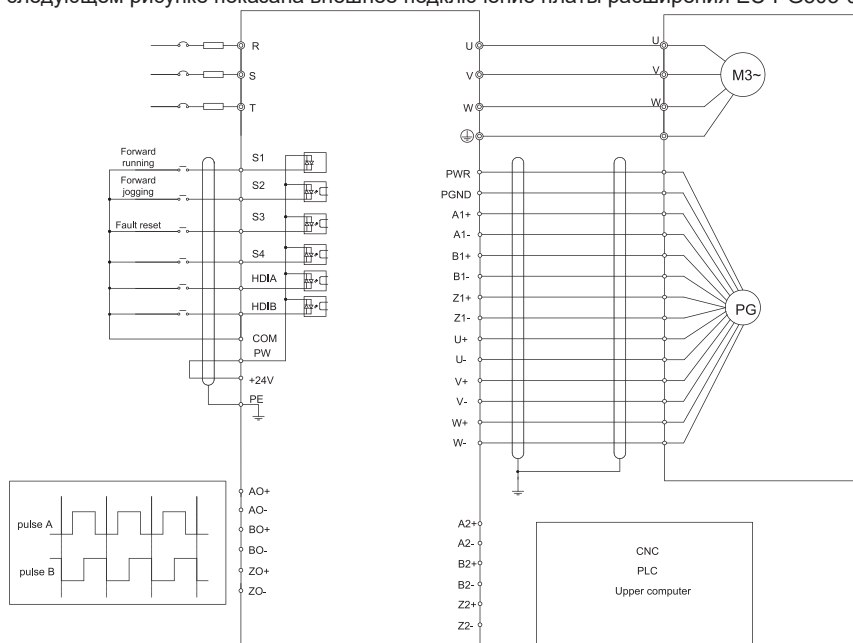 следующем рисунке показана внешнее подключение платы расширения
R
S
T
Forward running
Forward jogging
Fault reset
S1
S2
S3
S4
HDIA
HDIB
COM
PW
+24V
PE
pulse A
pulse B
AO+
AO-
BO+
BO-
ZO+
ZO-
U
V
W
U
V
W
M3~
PWR
PGND
A1+
A1-
B1+
B1-
Z1+
Z1-
U+
U-
V+
V-
W+
W-
PG
A2+
A2-
B2+
B2-
Z2+
Z2-
CNC
PLC
Upper computer